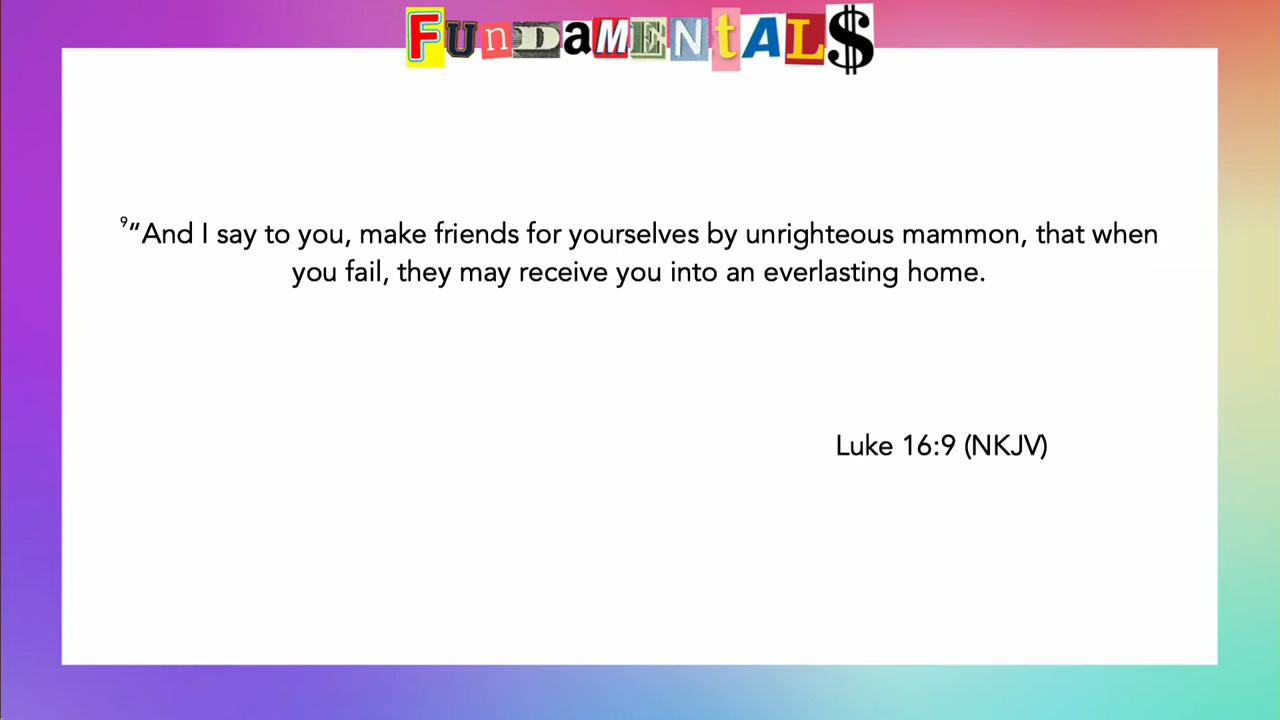 FUnDaMENtAL$
⁹“And I say to you, make friends for yourselves by unrighteous mammon, that when
you fail, they may receive you into an everlasting home.
Luke 16:9 (NKJV)